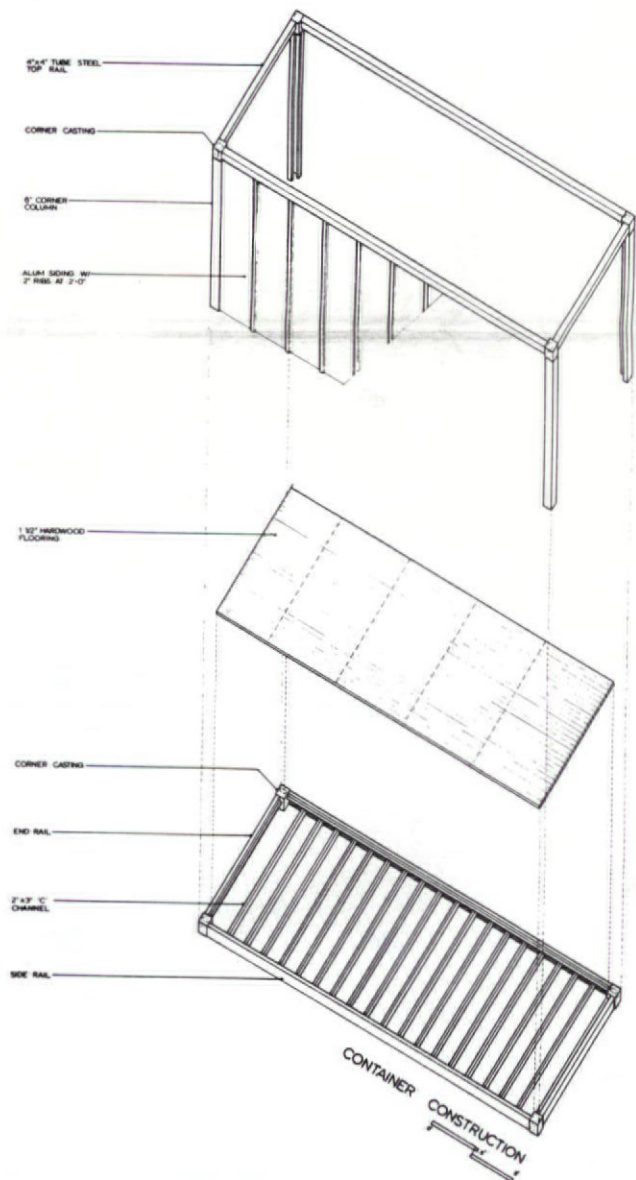 4"x4" TUBE STEEL
TOP RAIL
CORNER CASTING
6" CORNER
COLUMN
ALUM SIDING W/
2" RIBS AT 2'-0"
1 1/2" HARDWOOD
FLOORING
CORNER CASTING
END RAIL
2"x3" 'C'
CHANNEL
SIDE RAIL
CONTAINER CONSTRUCTION